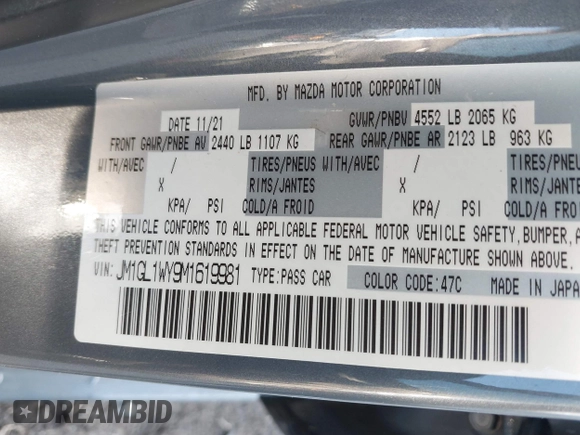 MFD. BY MAZDA MOTOR CORPORATION
DATE 11/21 GVWR/PNBV 4552 LB 2065 KG
FRONT GAWR/PNBE AV 2440 LB 1107 KG REAR GAWR/PNBE AR 2123 LB 963 KG
WITH/AVEC / TIRES/PNEUS WITH/AVEC / TIRES/PNEUS
X RIMS/JANTES X RIMS/JANTES
KPA/ PSI COLD/A FROID KPA/ PSI COLD/A FROID
THIS VEHICLE CONFORMS TO ALL APPLICABLE FEDERAL MOTOR VEHICLE SAFETY, BUMPER, A
THEFT PREVENTION STANDARDS IN EFFECT ON THE DATE OF MANUFACTURE SHOWN ABOVE.
VIN: JM1GL1WY9M1619981 TYPE:PASS CAR COLOR CODE:47C MADE IN JAPA
DREAMBID